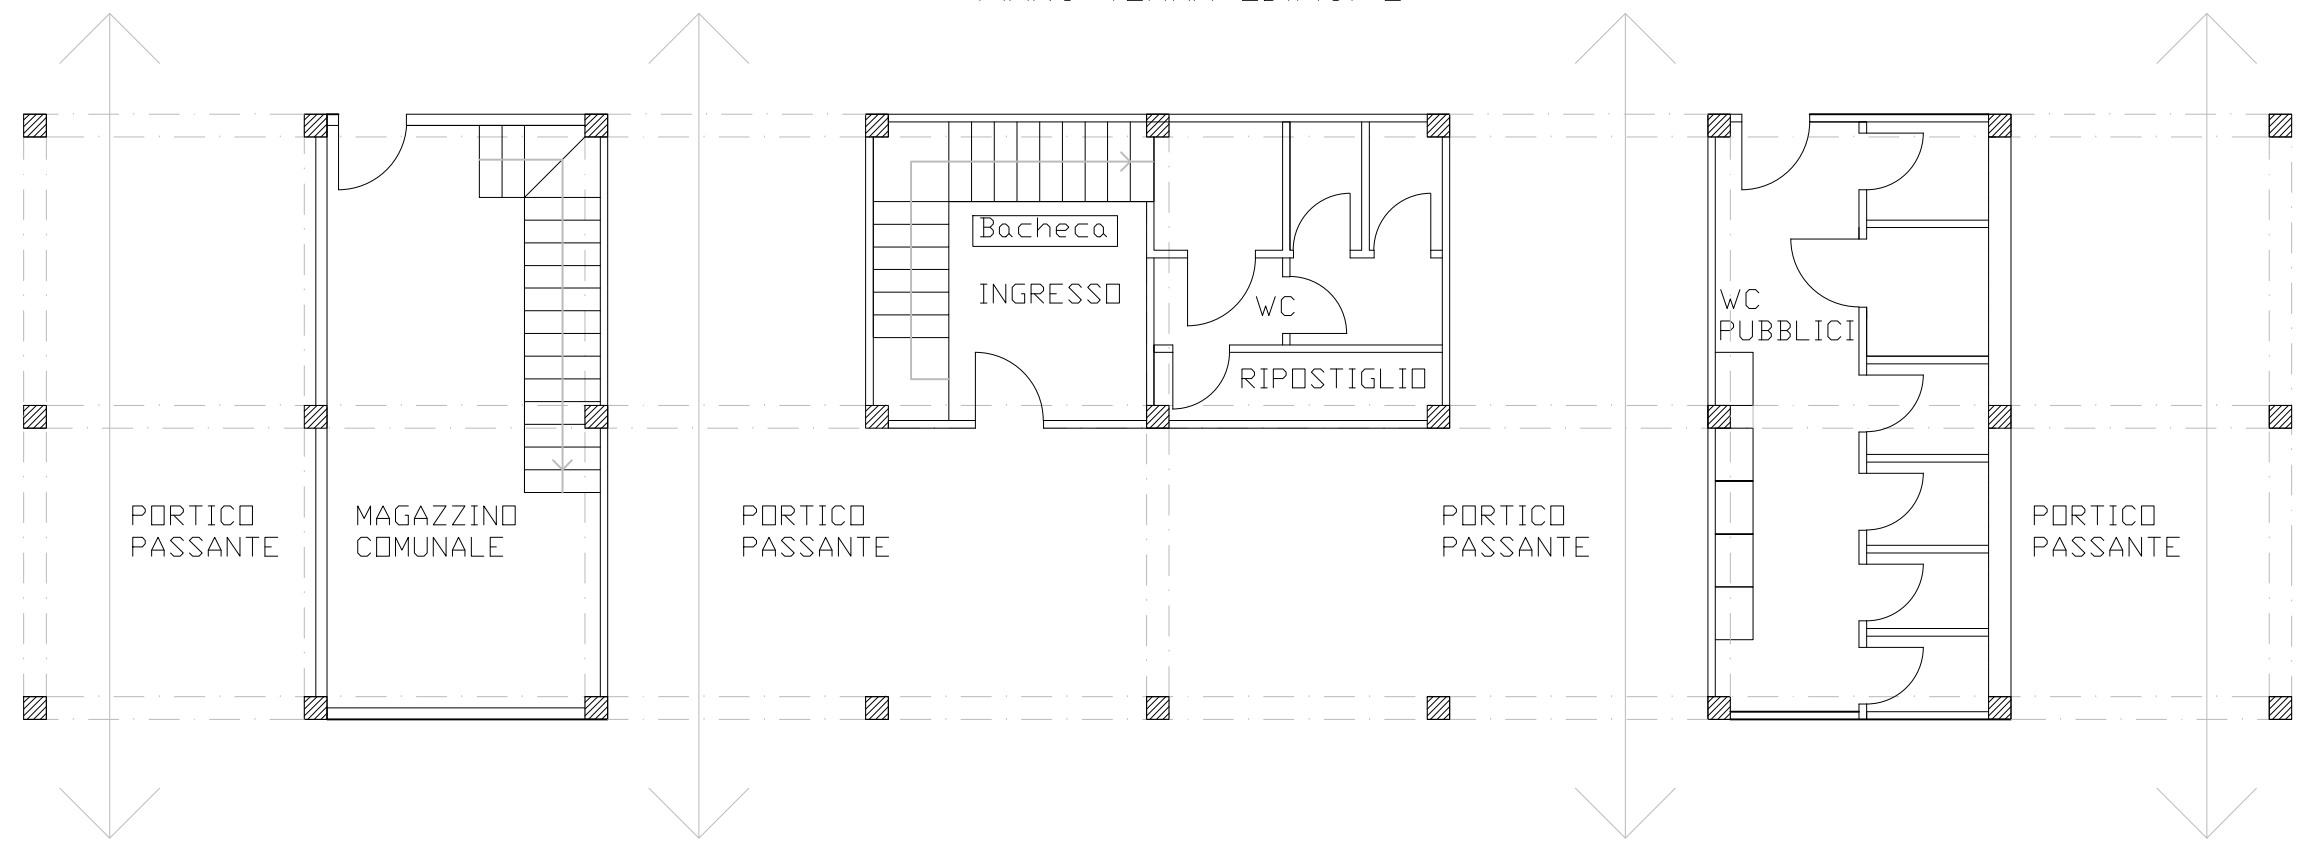 Bacheca
INGRESSO
WC
RIPOSTIGLIO
WC
PUBBLICI
PORTICO
PASSANTE
MAGAZZINO
COMUNALE
PORTICO
PASSANTE
PORTICO
PASSANTE
PORTICO
PASSANTE